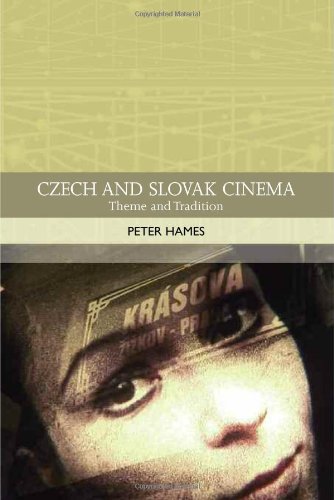 CZECH AND SLOVAK CINEMA
Theme and Tradition
PETER HAMES
KRÁSOVA